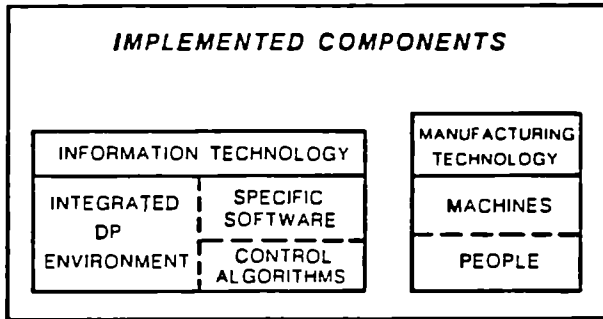 IMPLEMENTED COMPONENTS
INFORMATION TECHNOLOGY
INTEGRATED
DP
ENVIRONMENT
SPECIFIC
SOFTWARE
CONTROL
ALGORITHMS
MANUFACTURING
TECHNOLOGY
MACHINES
PEOPLE